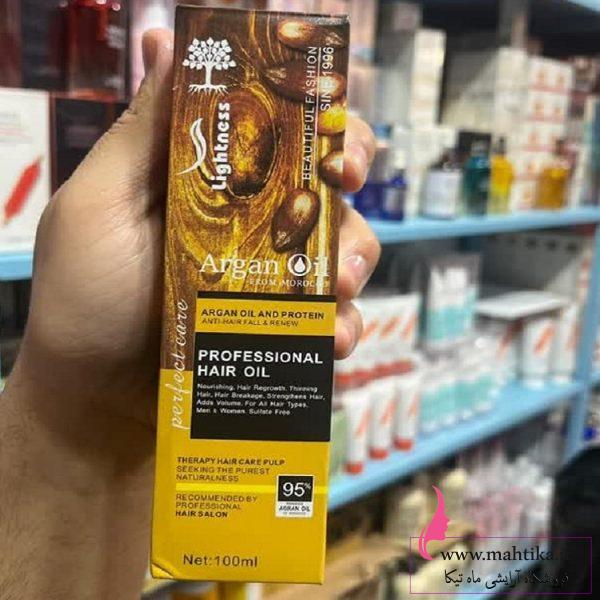 Lightness
BEAUTIFUL FASHION
SINE 1996
Argan Oil
FROM MOROCCO
perfect care
ARGAN OIL AND PROTEIN
ANTI-HAIR FALL & RENEW
PROFESSIONAL
HAIR OIL
Nourishing, Hair Regrowth, Thinning
Hair, Hair Breakage, Strengthens Hair,
Adds Volume, For All Hair Types,
Men & Women. Sulfate Free
THERAPY HAIR CARE PULP
SEEKING THE PUREST
NATURALNESS
RECOMMENDED BY
PROFESSIONAL
HAIR SALON
95%
ARGAN OIL
Net:100ml
www.mahtika.
فروشگاه آرایشی ماه تیکا